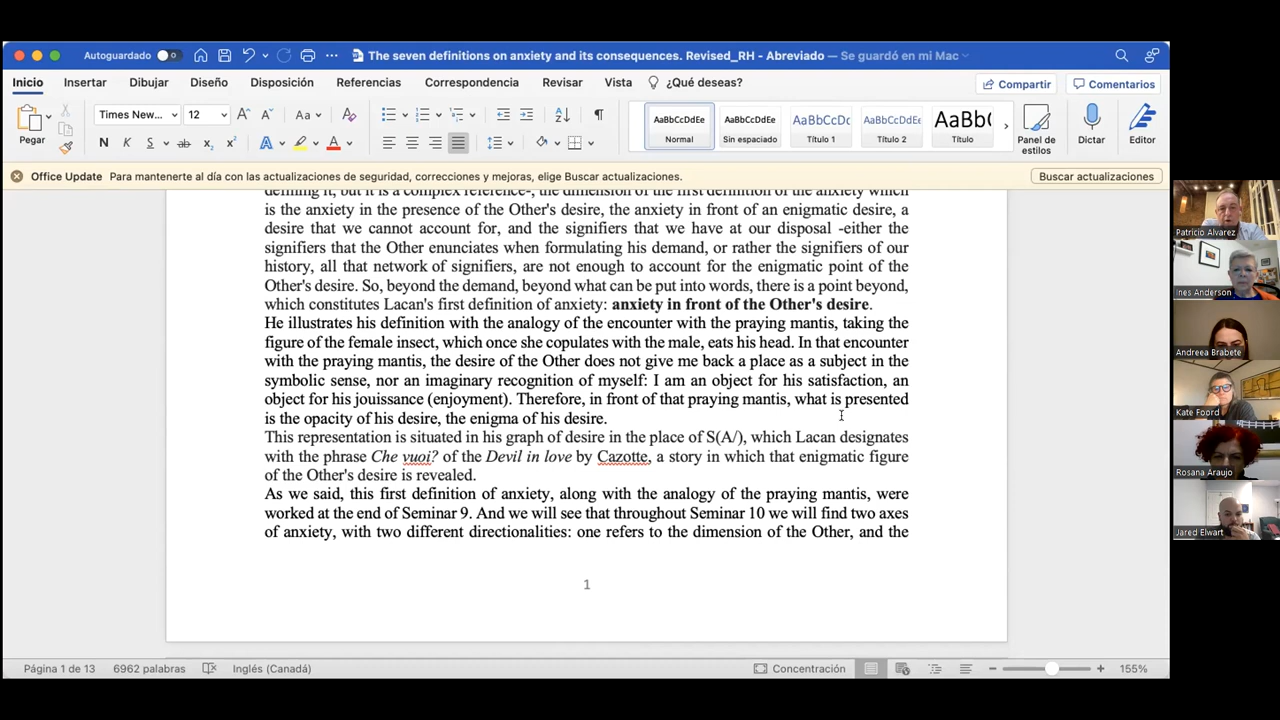 Autoguardado
The seven definitions on anxiety and its consequences. Revised_RH - Abreviado — Se guardó en mi Mac
Inicio Insertar Dibujar Diseño Disposición Referencias Correspondencia Revisar Vista ¿Qué deseas?
Compartir Comentarios
Pegar
Times New... 12
AaBbCcDdEe AaBbCcDdEe AaBbCcDc AaBbCcDdEe AaBb(
Normal Sin espaciado Título 1 Título 2 Título
Panel de estilos
Dictar
Editor
Office Update Para mantenerte al día con las actualizaciones de seguridad, correcciones y mejoras, elige Buscar actualizaciones. Buscar actualizaciones
defining it, but it is a complex reference-, the dimension of the first definition of the anxiety which
is the anxiety in the presence of the Other's desire, the anxiety in front of an enigmatic desire, a
desire that we cannot account for, and the signifiers that we have at our disposal -either the
signifiers that the Other enunciates when formulating his demand, or rather the signifiers of our
history, all that network of signifiers, are not enough to account for the enigmatic point of the
Other's desire. So, beyond the demand, beyond what can be put into words, there is a point beyond,
which constitutes Lacan's first definition of anxiety: anxiety in front of the Other's desire.
He illustrates his definition with the analogy of the encounter with the praying mantis, taking the
figure of the female insect, which once she copulates with the male, eats his head. In that encounter
with the praying mantis, the desire of the Other does not give me back a place as a subject in the
symbolic sense, nor an imaginary recognition of myself: I am an object for his satisfaction, an
object for his jouissance (enjoyment). Therefore, in front of that praying mantis, what is presented
is the opacity of his desire, the enigma of his desire.
This representation is situated in his graph of desire in the place of S(A/), which Lacan designates
with the phrase Che vuoi? of the Devil in love by Cazotte, a story in which that enigmatic figure
of the Other's desire is revealed.
As we said, this first definition of anxiety, along with the analogy of the praying mantis, were
worked at the end of Seminar 9. And we will see that throughout Seminar 10 we will find two axes
of anxiety, with two different directionalities: one refers to the dimension of the Other, and the
1
Página 1 de 13 6962 palabras Inglés (Canadá) Concentración 155%
Patricio Alvarez
Ines Anderson
Andreea Brabete
Kate Foord
Rosana Araujo
Jared Elwart